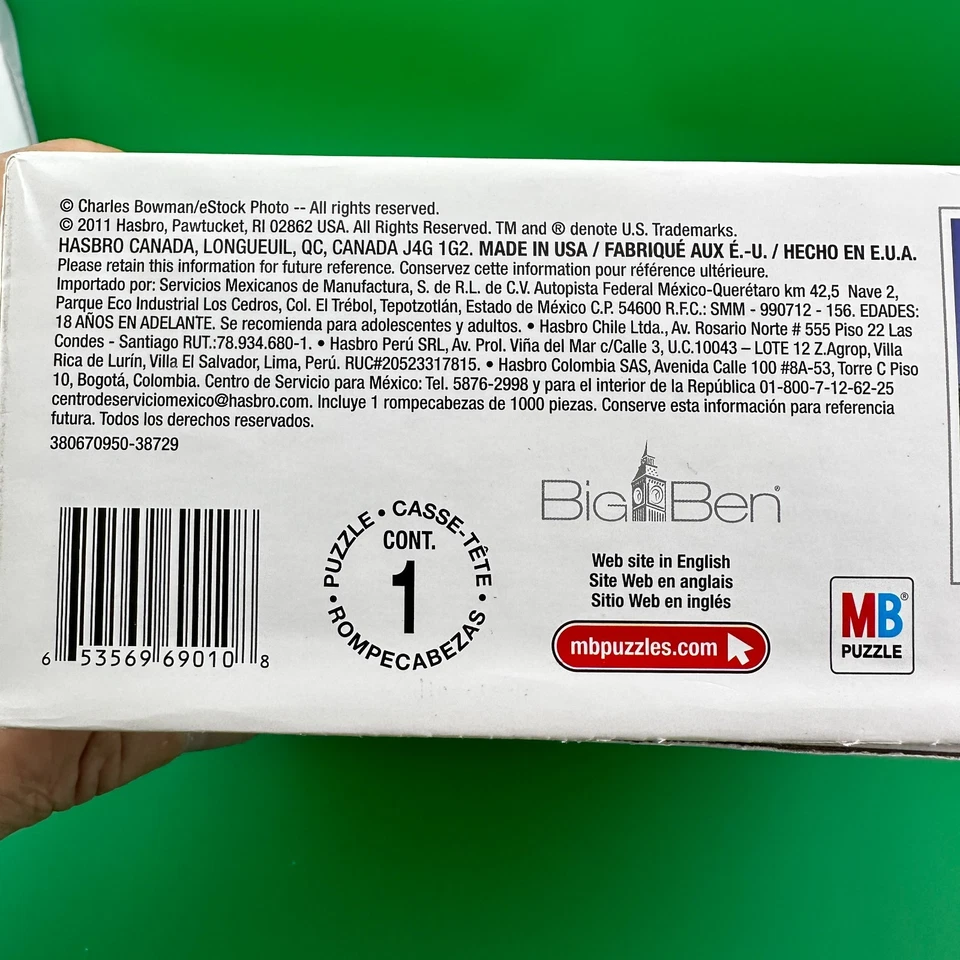 © Charles Bowman/eStock Photo -- All rights reserved.
© 2011 Hasbro, Pawtucket, RI 02862 USA. All Rights Reserved. TM and ® denote U.S. Trademarks.
HASBRO CANADA, LONGUEUIL, QC, CANADA J4G 1G2. MADE IN USA / FABRIQUÉ AUX É.-U. / HECHO EN E.U.A.
Please retain this information for future reference. Conservez cette information pour référence ultérieure.
Importado por: Servicios Mexicanos de Manufactura, S. de R.L. de C.V. Autopista Federal México-Querétaro km 42,5 Nave 2,
Parque Eco Industrial Los Cedros, Col. El Trébol, Tepotzotlán, Estado de México C.P. 54600 R.F.C.: SMM - 990712 - 156. EDADES:
18 AÑOS EN ADELANTE. Se recomienda para adolescentes y adultos. • Hasbro Chile Ltda., Av. Rosario Norte # 555 Piso 22 Las
Condes - Santiago RUT.:78.934.680-1. • Hasbro Perú SRL, Av. Prol. Viña del Mar c/Calle 3, U.C.10043 – LOTE 12 Z.Agrop, Villa
Rica de Lurín, Villa El Salvador, Lima, Perú. RUC#20523317815. • Hasbro Colombia SAS, Avenida Calle 100 #8A-53, Torre C Piso
10, Bogotá, Colombia. Centro de Servicio para México: Tel. 5876-2998 y para el interior de la República 01-800-7-12-62-25
centrodeserviciomexico@hasbro.com. Incluye 1 rompecabezas de 1000 piezas. Conserve esta información para referencia
futura. Todos los derechos reservados.
380670950-38729
6 53569 69010 8
• PUZZLE • CASSE-TÊTE • ROMPECABEZAS
CONT.
1
Big Ben®
Web site in English
Site Web en anglais
Sitio Web en inglés
mbpuzzles.com
MB®
PUZZLE